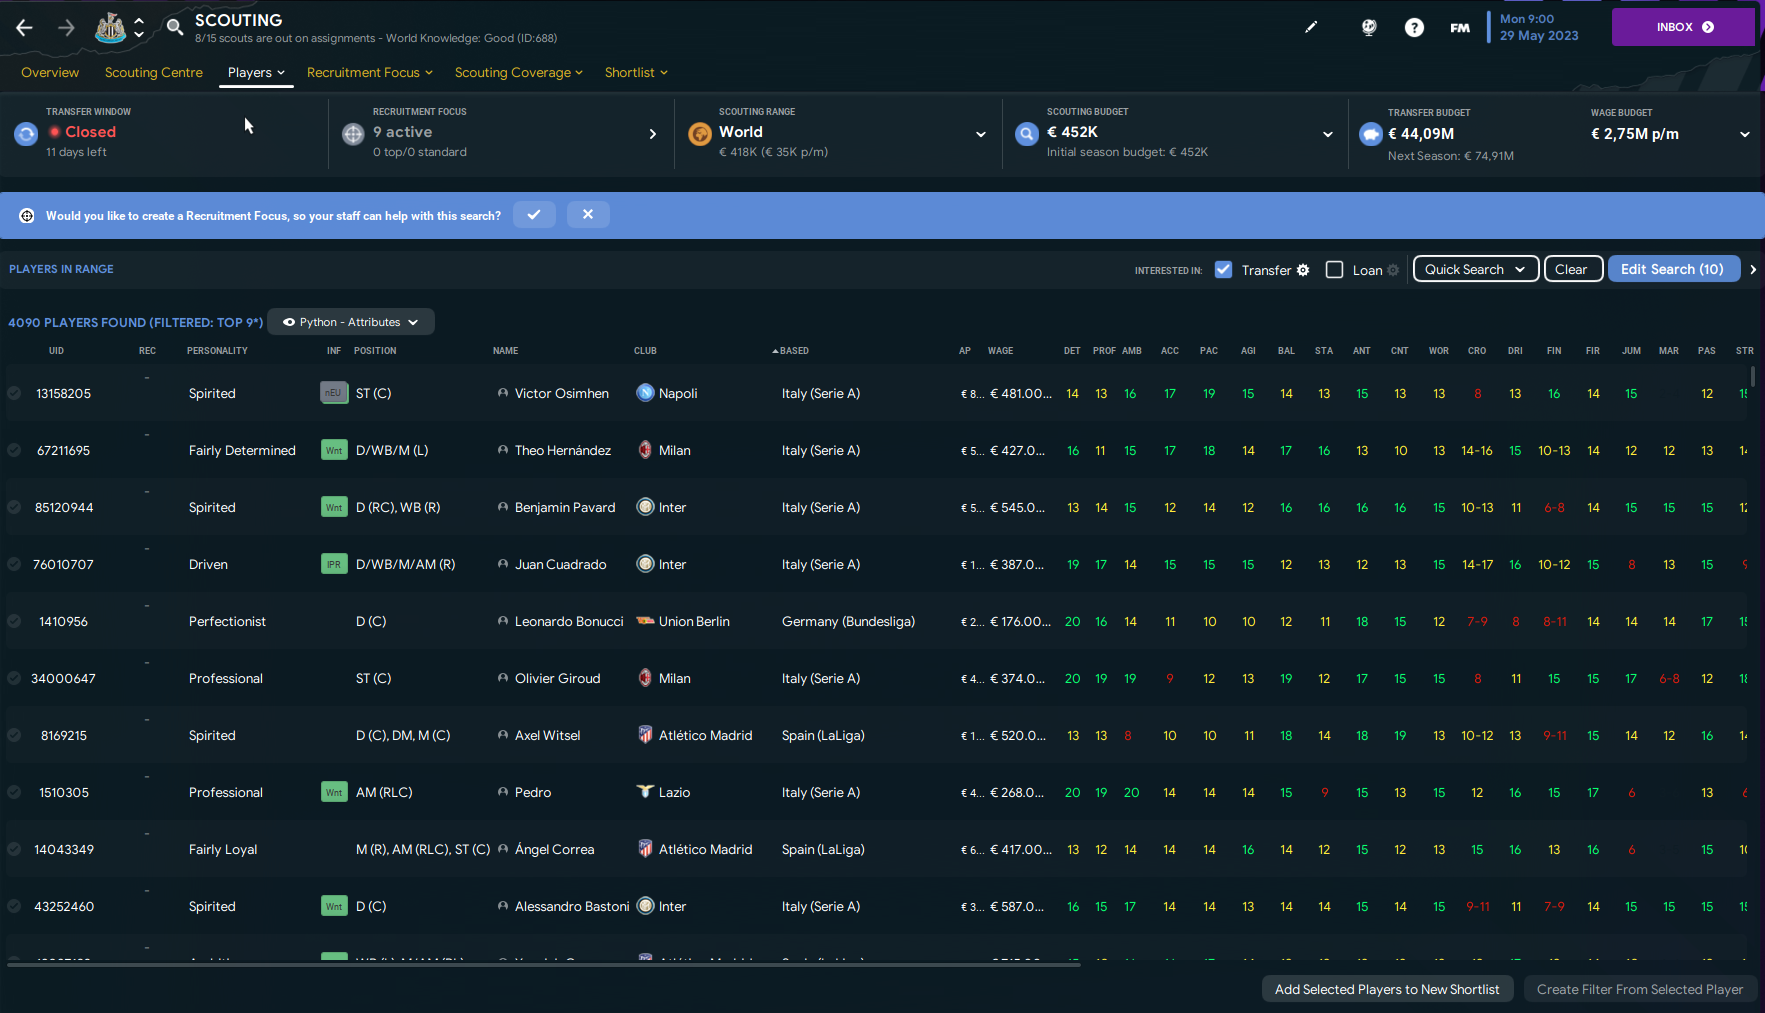 SCOUTING
8/15 scouts are out on assignments - World Knowledge: Good (ID:688)
FM
Mon 9:00
29 May 2023
INBOX
Overview Scouting Centre Players Recruitment Focus Scouting Coverage Shortlist
TRANSFER WINDOW
Closed
11 days left
RECRUITMENT FOCUS
9 active
0 top/0 standard
SCOUTING RANGE
World
€ 418K (€ 35K p/m)
SCOUTING BUDGET
€ 452K
Initial season budget: € 452K
TRANSFER BUDGET
€ 44,09M
Next Season: € 74,91M
WAGE BUDGET
€ 2,75M p/m
Would you like to create a Recruitment Focus, so your staff can help with this search?
PLAYERS IN RANGE
INTERESTED IN: Transfer Loan Quick Search Clear Edit Search (10)
4090 PLAYERS FOUND (FILTERED: TOP 9*) Python - Attributes
UID REC PERSONALITY INF POSITION NAME CLUB BASED AP WAGE DET PROF AMB ACC PAC AGI BAL STA ANT CNT WOR CRO DRI FIN FIR JUM MAR PAS STR
13158205 - Spirited nEU ST (C) Victor Osimhen Napoli Italy (Serie A) € 8... € 481.00... 14 13 16 17 19 15 14 13 15 13 13 8 13 16 14 15 12
67211695 - Fairly Determined Wnt D/WB/M (L) Theo Hernández Milan Italy (Serie A) € 5... € 427.0... 16 11 15 17 18 14 17 16 13 10 13 14-16 15 10-13 14 12 12 13
85120944 - Spirited Wnt D (RC), WB (R) Benjamin Pavard Inter Italy (Serie A) € 5... € 545.0... 13 14 15 12 14 12 16 16 16 16 15 10-13 11 6-8 14 15 15 15
76010707 - Driven IPR D/WB/M/AM (R) Juan Cuadrado Inter Italy (Serie A) € 1... € 387.0... 19 17 14 15 15 15 12 13 12 13 15 14-17 16 10-12 15 8 13 15
1410956 - Perfectionist D (C) Leonardo Bonucci Union Berlin Germany (Bundesliga) € 2... € 176.00... 20 16 14 11 10 10 12 11 18 15 12 7-9 8 8-11 14 14 14 17
34000647 - Professional ST (C) Olivier Giroud Milan Italy (Serie A) € 4... € 374.0... 20 19 19 9 12 13 19 12 17 15 15 8 11 15 15 17 6-8 12
8169215 - Spirited D (C), DM, M (C) Axel Witsel Atlético Madrid Spain (LaLiga) € 1... € 520.0... 13 13 8 10 10 11 18 14 18 19 13 10-12 13 9-11 15 14 12 16
1510305 - Professional Wnt AM (RLC) Pedro Lazio Italy (Serie A) € 4... € 268.0... 20 19 20 14 14 14 15 9 15 13 15 12 16 15 17 6 13
14043349 - Fairly Loyal M (R), AM (RLC), ST (C) Ángel Correa Atlético Madrid Spain (LaLiga) € 6... € 417.00... 13 12 14 14 14 16 14 12 15 12 13 15 16 13 16 6 15
43252460 - Spirited Wnt D (C) Alessandro Bastoni Inter Italy (Serie A) € 3... € 587.0... 16 15 17 14 14 13 14 14 15 14 15 9-11 11 7-9 14 15 15 15
-
Add Selected Players to New Shortlist Create Filter From Selected Player